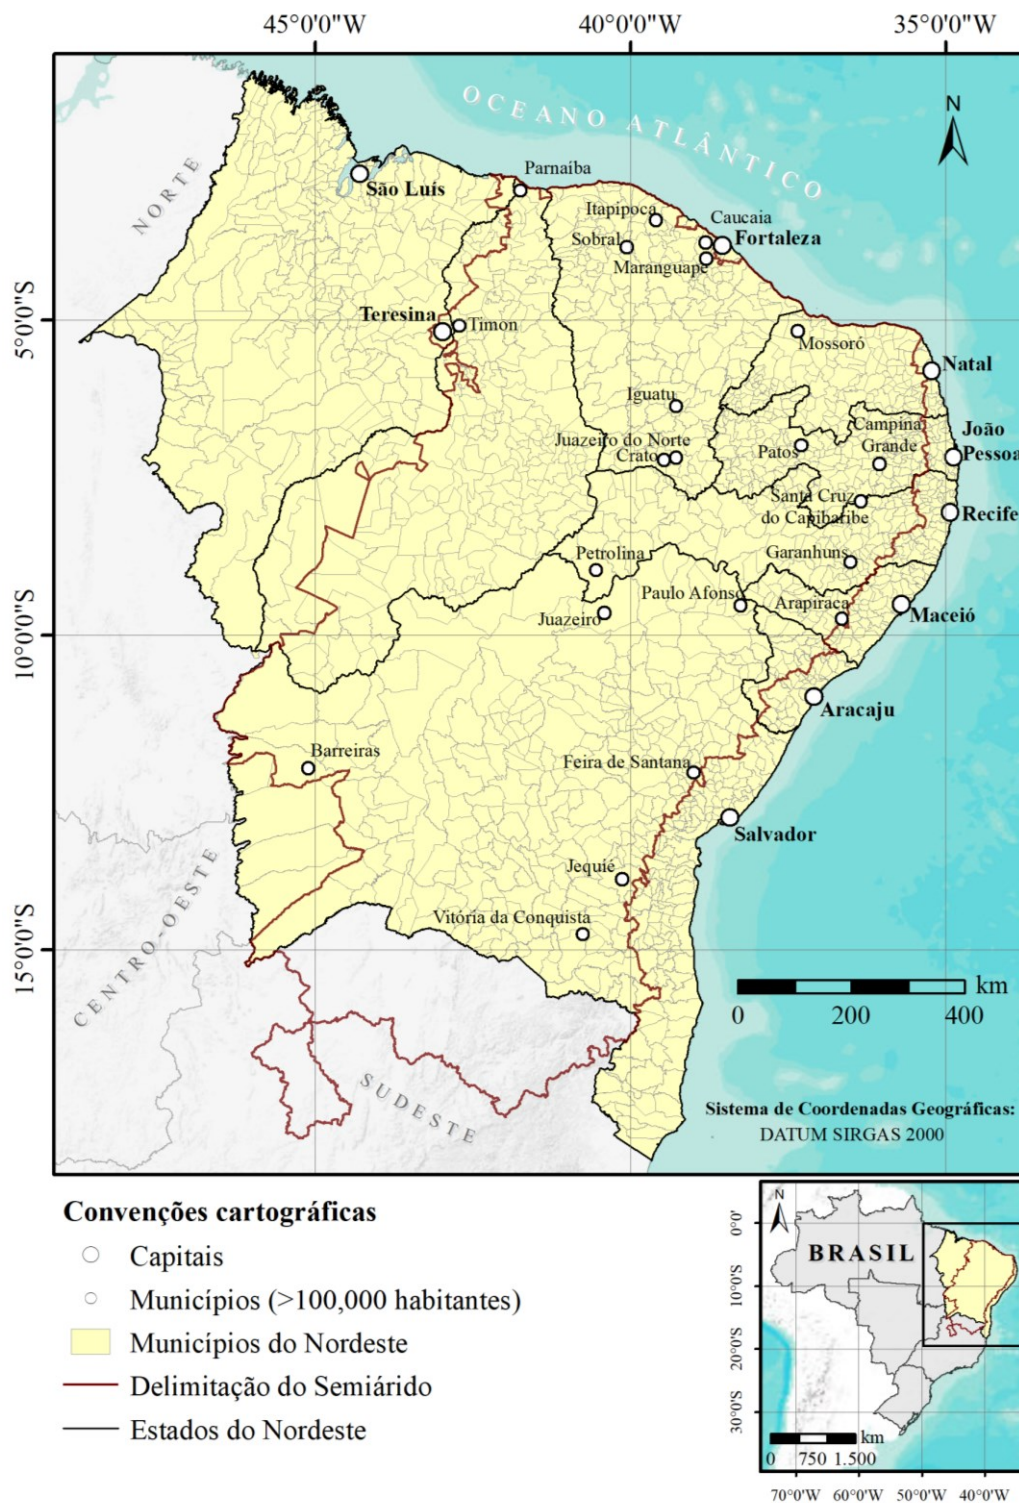 45°0'0"W 40°0'0"W 35°0'0"W
OCEANO ATLÂNTICO
N
NORTE
São Luís
Parnaíba
Itapipoca
Caucaia
Sobral
Fortaleza
Maranguape
5°0'0"S
Teresina
Timon
Mossoró
Natal
Iguatu
Campina
Grande
João
Pessoa
Juazeiro do Norte
Crato
Patos
Santa Cruz
do Capibaribe
Recife
Petrolina
Garanhuns
Paulo Afonso
Arapiraca
Juazeiro
Maceió
10°0'0"S
Aracaju
Barreiras
Feira de Santana
Salvador
Jequié
CENTRO-OESTE
Vitória da Conquista
15°0'0"S
km
0 200 400
SUDESTE
Sistema de Coordenadas Geográficas:
DATUM SIRGAS 2000
Convenções cartográficas
Capitais
Municípios (>100,000 habitantes)
Municípios do Nordeste
Delimitação do Semiárido
Estados do Nordeste
N
BRASIL
0°0'
10°0'S
20°0'S
30°0'S
km
0 750 1.500
70°0'W 60°0'W 50°0'W 40°0'W